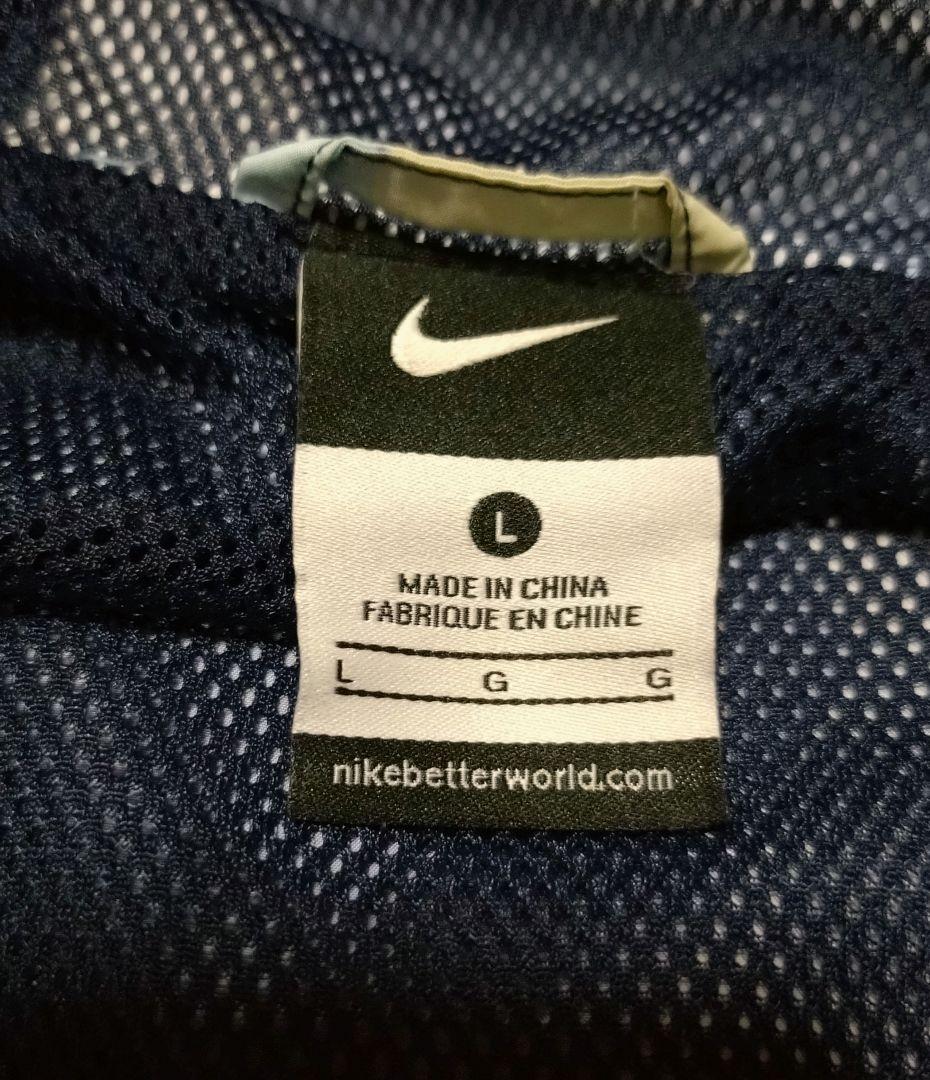 L
MADE IN CHINA
FABRIQUE EN CHINE
L G G
nikebetterworld.com